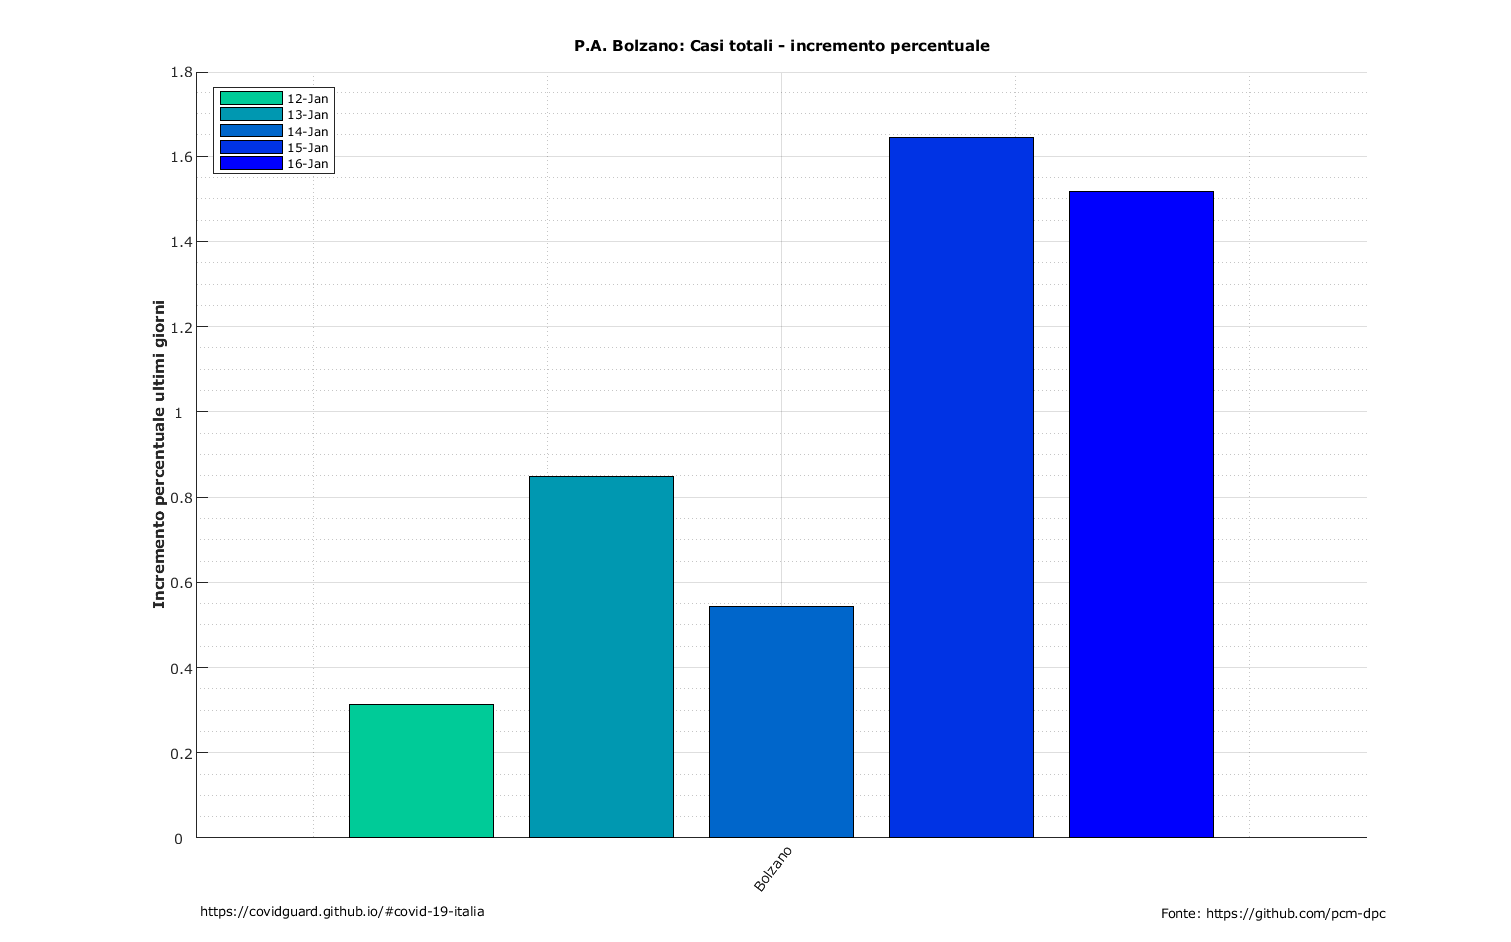 P.A. Bolzano: Casi totali - incremento percentuale
Incremento percentuale ultimi giorni
1.8
1.6
1.4
1.2
1
0.8
0.6
0.4
0.2
0
12-Jan
13-Jan
14-Jan
15-Jan
16-Jan
Bolzano
https://covidguard.github.io/#covid-19-italia
Fonte: https://github.com/pcm-dpc